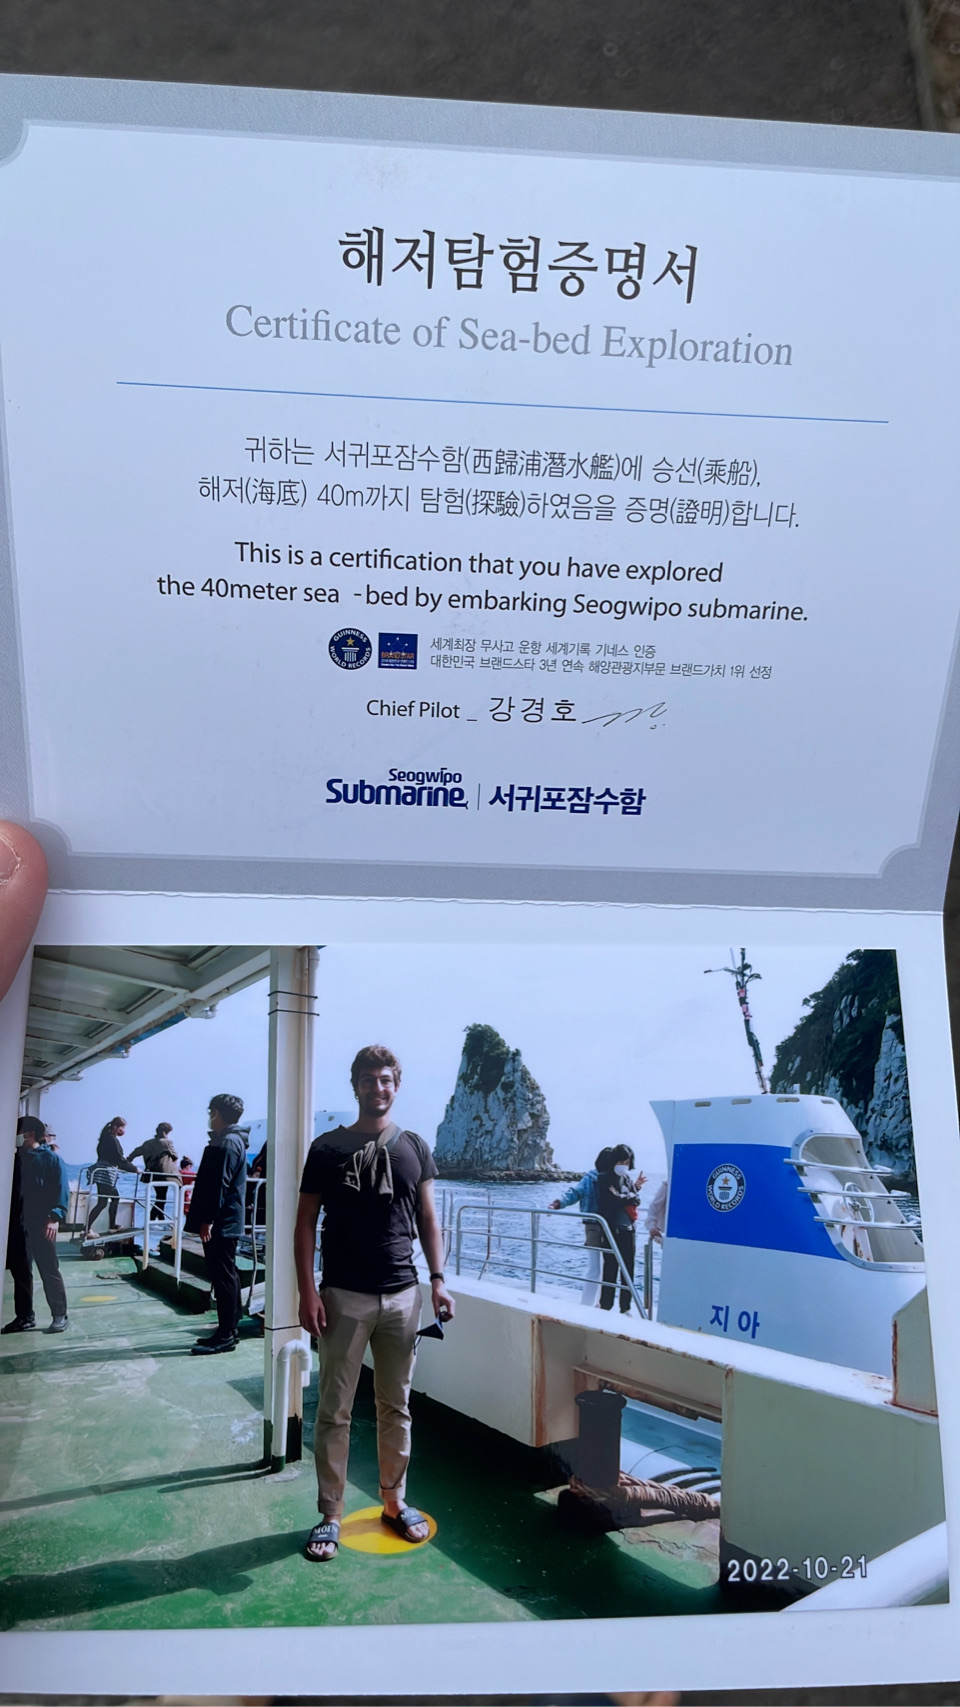 해저탐험증명서
Certificate of Sea-bed Exploration
귀하는 서귀포잠수함(西歸浦潛水艦)에 승선(乘船),
해저(海底) 40m까지 탐험(探驗)하였음을 증명(證明)합니다.
This is a certification that you have explored
the 40meter sea -bed by embarking Seogwipo submarine.
GUINNESS WORLD RECORDS
BRAND STAR
세계최장 무사고 운항 세계기록 기네스 인증
대한민국 브랜드스타 3년 연속 해양관광지부문 브랜드가치 1위 선정
Chief Pilot _ 강경호
Seogwipo
Submarine
서귀포잠수함
GUINNESS WORLD RECORDS
지아
MOIN
2022-10-21